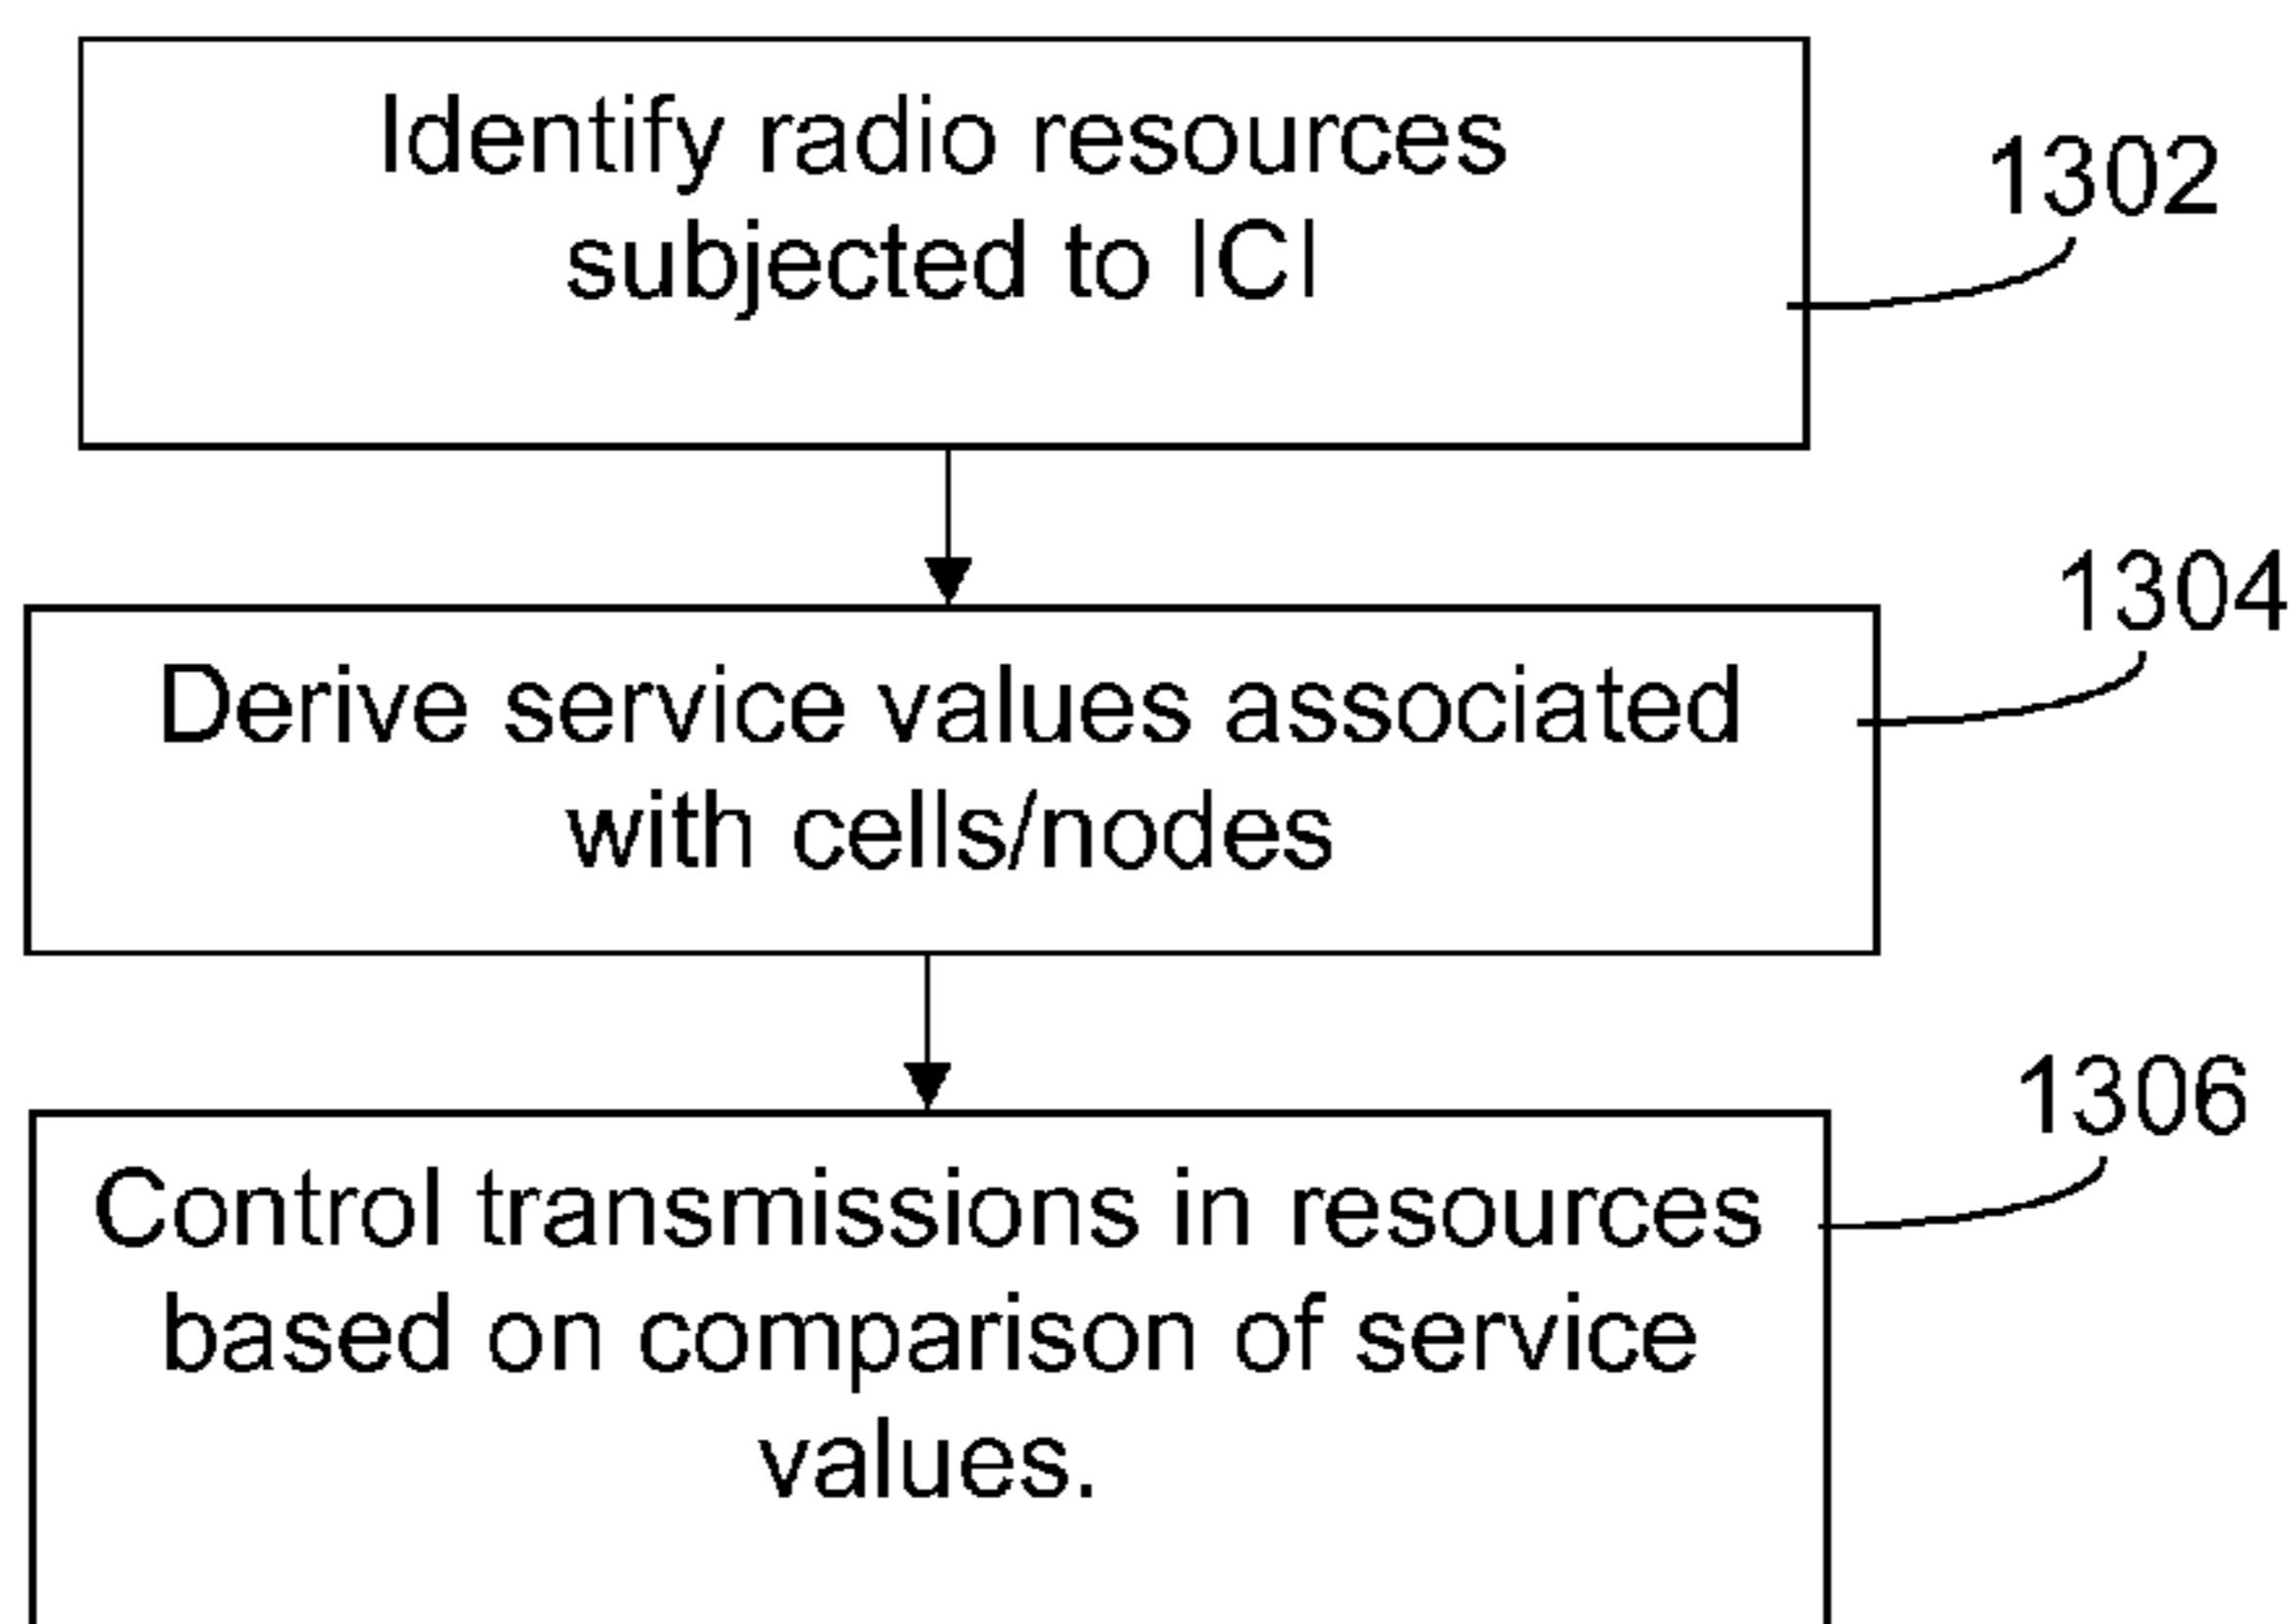 Identify radio resources
subjected to ICI
1302
Derive service values associated
with cells/nodes
1304
Control transmissions in resources
based on comparison of service
values.
1306